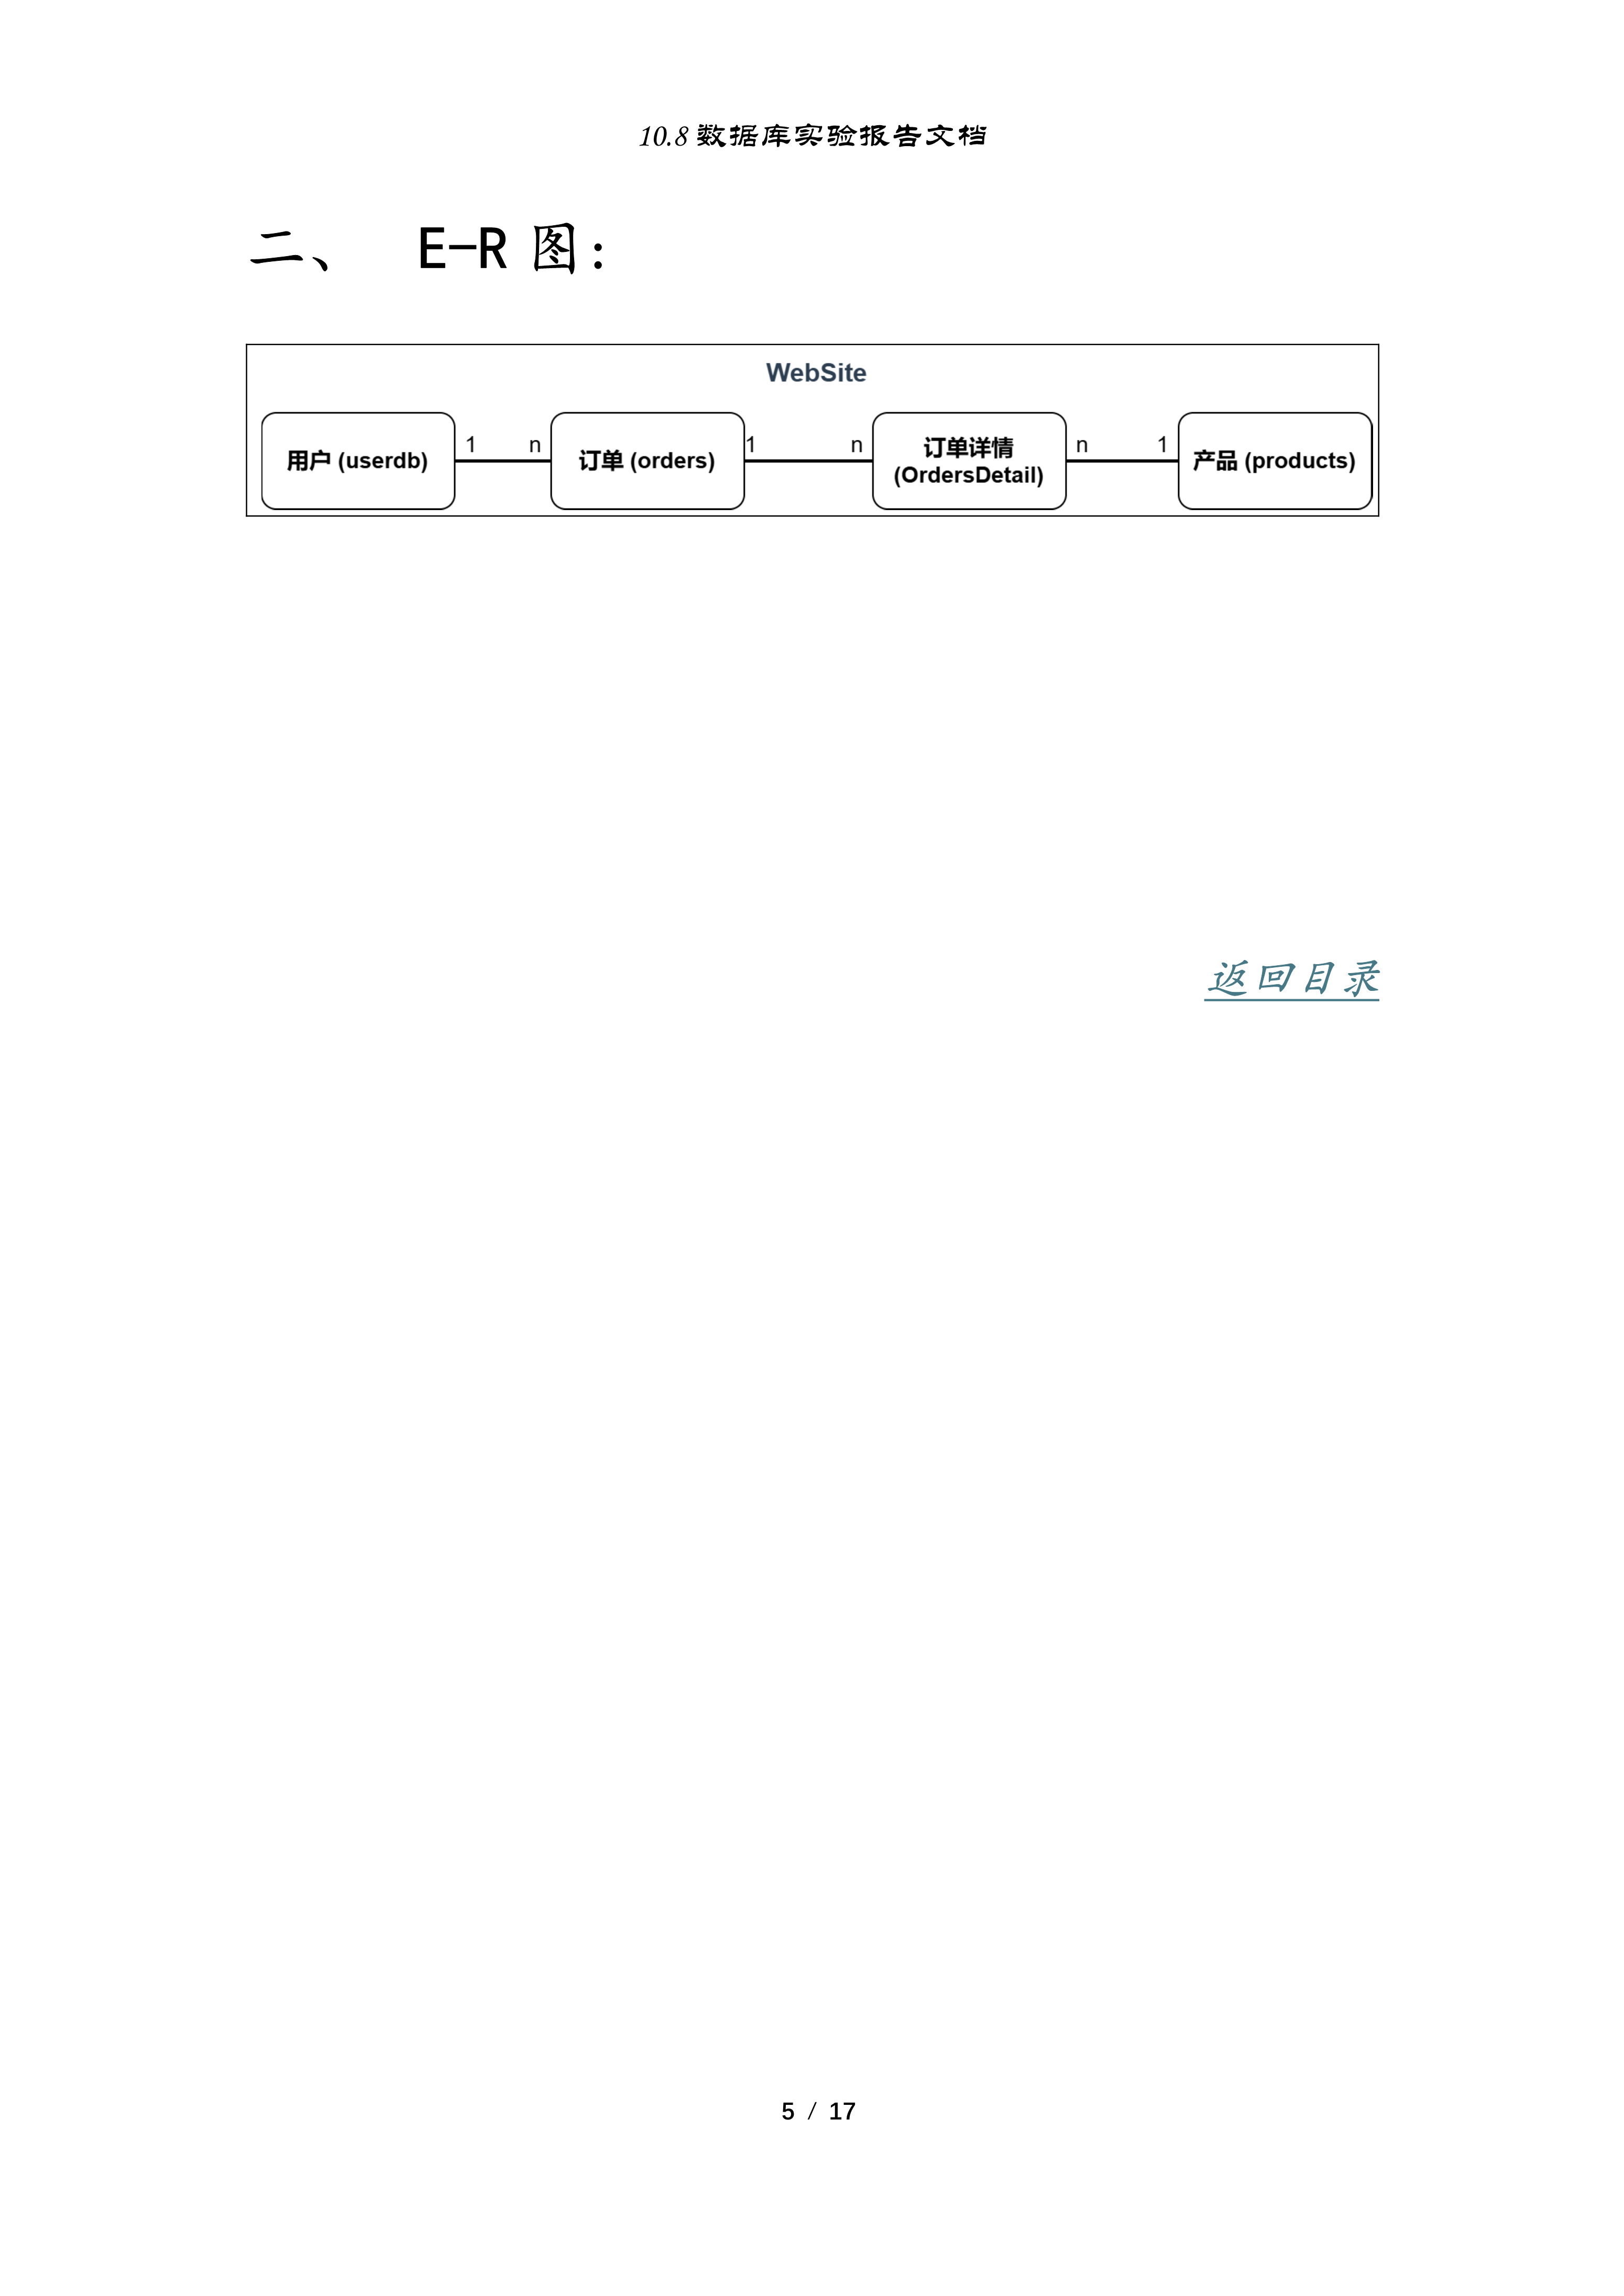 10.8 数据库实验报告文档
二、 E-R 图：
WebSite
用户 (userdb) 1 n 订单 (orders) 1 n 订单详情 (OrdersDetail) n 1 产品 (products)
返回目录
5 / 17